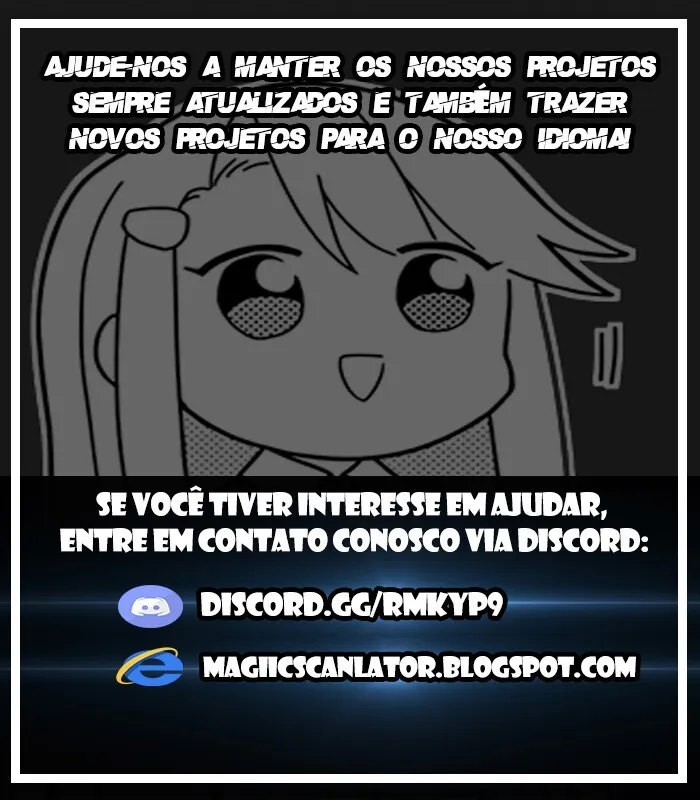 AJUDE-NOS A MANTER OS NOSSOS PROJETOS
SEMPRE ATUALIZADOS E TAMBÉM TRAZER
NOVOS PROJETOS PARA O NOSSO IDIOMA!
SE VOCÊ TIVER INTERESSE EM AJUDAR,
ENTRE EM CONTATO CONOSCO VIA DISCORD:
DISCORD.GG/RMKYP9
MAGIICSCANLATOR.BLOGSPOT.COM